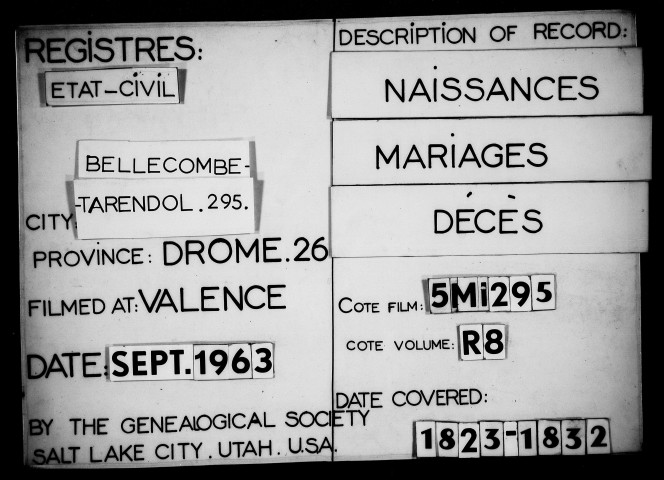 REGiSTRES:
ETAT-CiViL
BELLECOMBE-
-TARENDOL.295.
CITY:
PROViNCE: DROME.26
FiLMED AT: VALENCE
DATE: SEPT.1963
BY THE GENEALOGICAL SOCIETY
SALT LAKE CITY. UTAH. U.S.A.
DESCRiPTiON OF RECORD:
NAiSSANCES
MARiAGES
DÉCÈS
COTE FILM: 5Mi295
COTE VOLUME: R8
DATE COVERED:
1823-1832